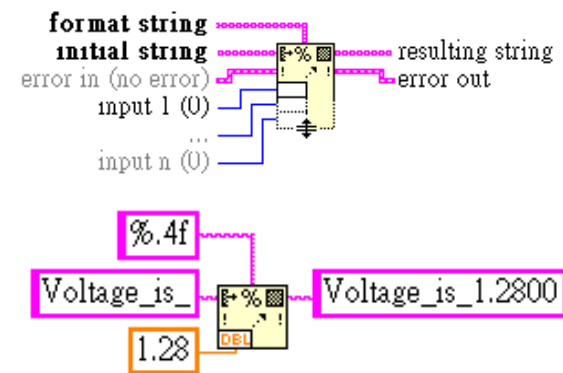 format string
initial string
resulting string
error in (no error)
error out
input 1 (0)
...
input n (0)
%.4f
Voltage_is_
Voltage_is_1.2800
DBL
1.28